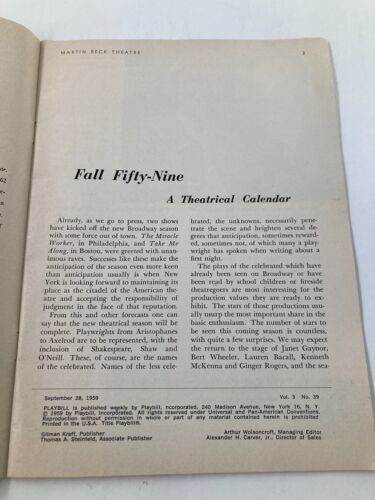 MARTIN BECK THEATRE
3
Fall Fifty-Nine
A Theatrical Calendar
Already, as we go to press, two shows
have kicked off the new Broadway season
with some force out of town. The Miracle
Worker, in Philadelphia, and Take Me
Along, in Boston, were greeted with unan-
imous raves. Successes like these make the
anticipation of the season even more keen
than anticipation usually is when New
York is looking forward to maintaining its
place as the citadel of the American the-
atre and accepting the responsibility of
judgment in the face of that reputation.
From this and other forecasts one can
say that the new theatrical season will be
complete. Playwrights from Aristophanes
to Axelrod are to be represented, with the
inclusion of Shakespeare, Shaw and
O'Neill. These, of course, are the names
of the celebrated. Names of the less cele-
brated, the unknowns, necessarily pene-
trate the scene and heighten several de-
grees that anticipation, sometimes reward-
ed, sometimes not, of which many a play-
wright has spoken when writing about a
first night.
The plays of the celebrated which have
already been seen on Broadway or have
been read by school children or fireside
theatregoers are most interesting for the
production values they are ready to ex-
hibit. The stars of those productions usu-
ally usurp the most important share in the
basic enthusiasm. The number of stars to
be seen this coming season is countless,
with quite a few surprises. We may expect
the return to the stage of Janet Gaynor,
Bert Wheeler, Lauren Bacall, Kenneth
McKenna and Ginger Rogers, and the sea-
September 28, 1959
Vol. 3 No. 39
PLAYBILL is published weekly by Playbill, Incorporated, 240 Madison Avenue, New York 16, N. Y.
© 1959 by Playbill, Incorporated. All rights reserved under Universal and Pan-American Conventions.
Reproduction without permission in whole or part of any material contained herein is prohibited
Printed in the U.S.A. Title Playbill®.
Gilman Kraft, Publisher
Arthur Wolsoncroft, Managing Editor
Thomas A. Steinfeld, Associate Publisher
Alexander H. Carver, Jr., Director of Sales